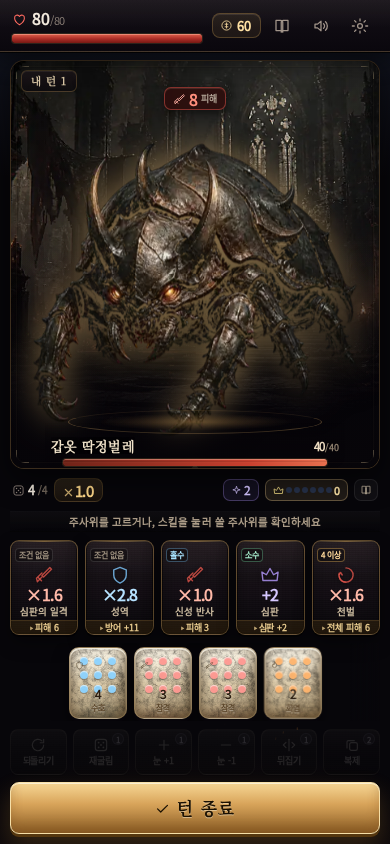 80/80
60
내 턴 1
8 피해
갑옷 딱정벌레
40/40
4/4
×1.0
2
0
주사위를 고르거나, 스킬을 눌러 쓸 주사위를 확인하세요
조건 없음
×1.6
심판의 일격
▸피해 6
조건 없음
×2.8
성역
▸방어 +11
홀수
×1.0
신성 반사
▸피해 3
소수
+2
심판
▸심판 +2
4 이상
×1.6
천벌
▸전체 피해 6
4
수호
3
장격
3
장격
2
되돌리기
1
재굴림
1
눈 +1
1
눈 -1
1
뒤집기
2
복제
턴 종료